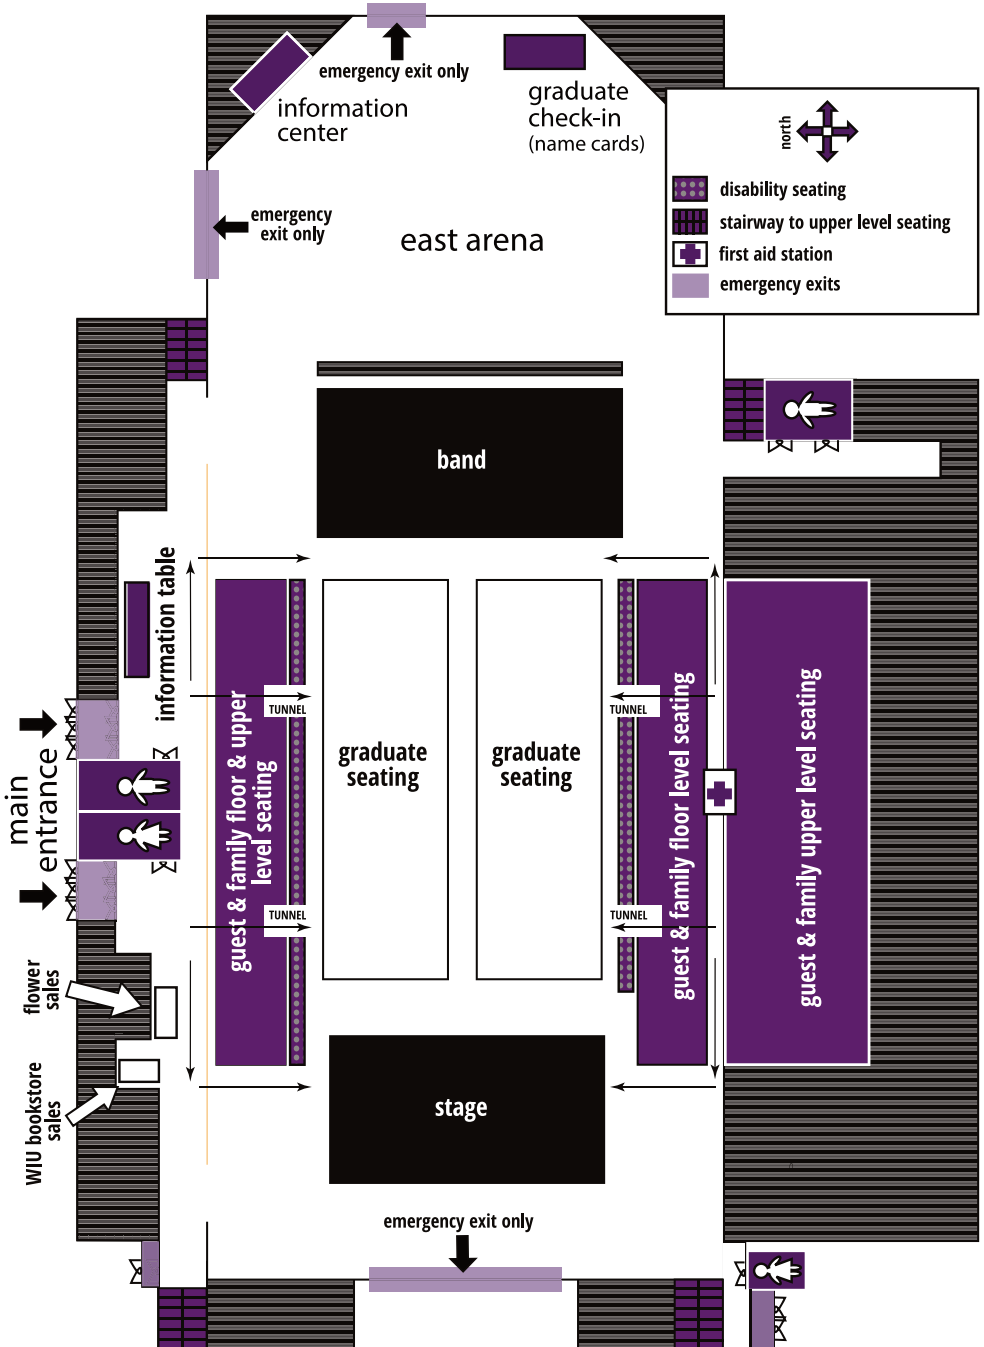 emergency exit only
information
center
graduate
check-in
(name cards)
north
disability seating
stairway to upper level seating
first aid station
emergency exits
emergency
exit only
east arena
band
information table
guest & family floor & upper
level seating
TUNNEL
TUNNEL
graduate
seating
graduate
seating
TUNNEL
TUNNEL
guest & family floor level seating
guest & family upper level seating
main
entrance
flower
sales
WIU bookstore
sales
stage
emergency exit only